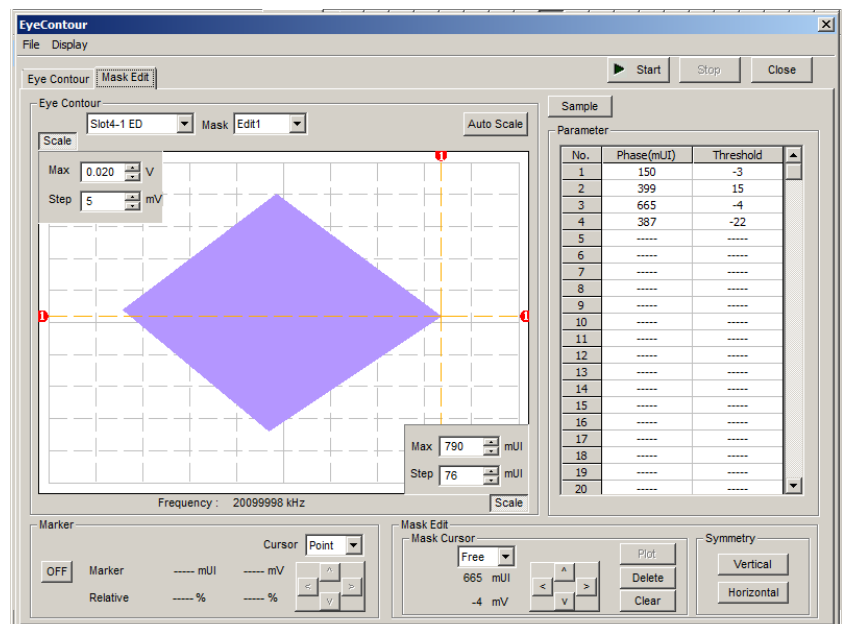 EyeContour
File Display
Start Stop Close
Eye Contour Mask Edit
Eye Contour
Slot4-1 ED Mask Edit1 Auto Scale
Scale
Max 0.020 V
Step 5 mV
1
1 1
Max 790 mUI
Step 76 mUI
Frequency : 20099998 kHz Scale
Sample
Parameter
No. Phase(mUI) Threshold
1 150 -3
2 399 15
3 665 -4
4 387 -22
5 ----- -----
6 ----- -----
7 ----- -----
8 ----- -----
9 ----- -----
10 ----- -----
11 ----- -----
12 ----- -----
13 ----- -----
14 ----- -----
15 ----- -----
16 ----- -----
17 ----- -----
18 ----- -----
19 ----- -----
20 ----- -----
Marker
Cursor Point
OFF Marker ----- mUI ----- mV
Relative ----- % ----- %
^
< >
v
Mask Edit
Mask Cursor
Free
665 mUI
-4 mV
^
< >
v
Plot
Delete
Clear
Symmetry
Vertical
Horizontal